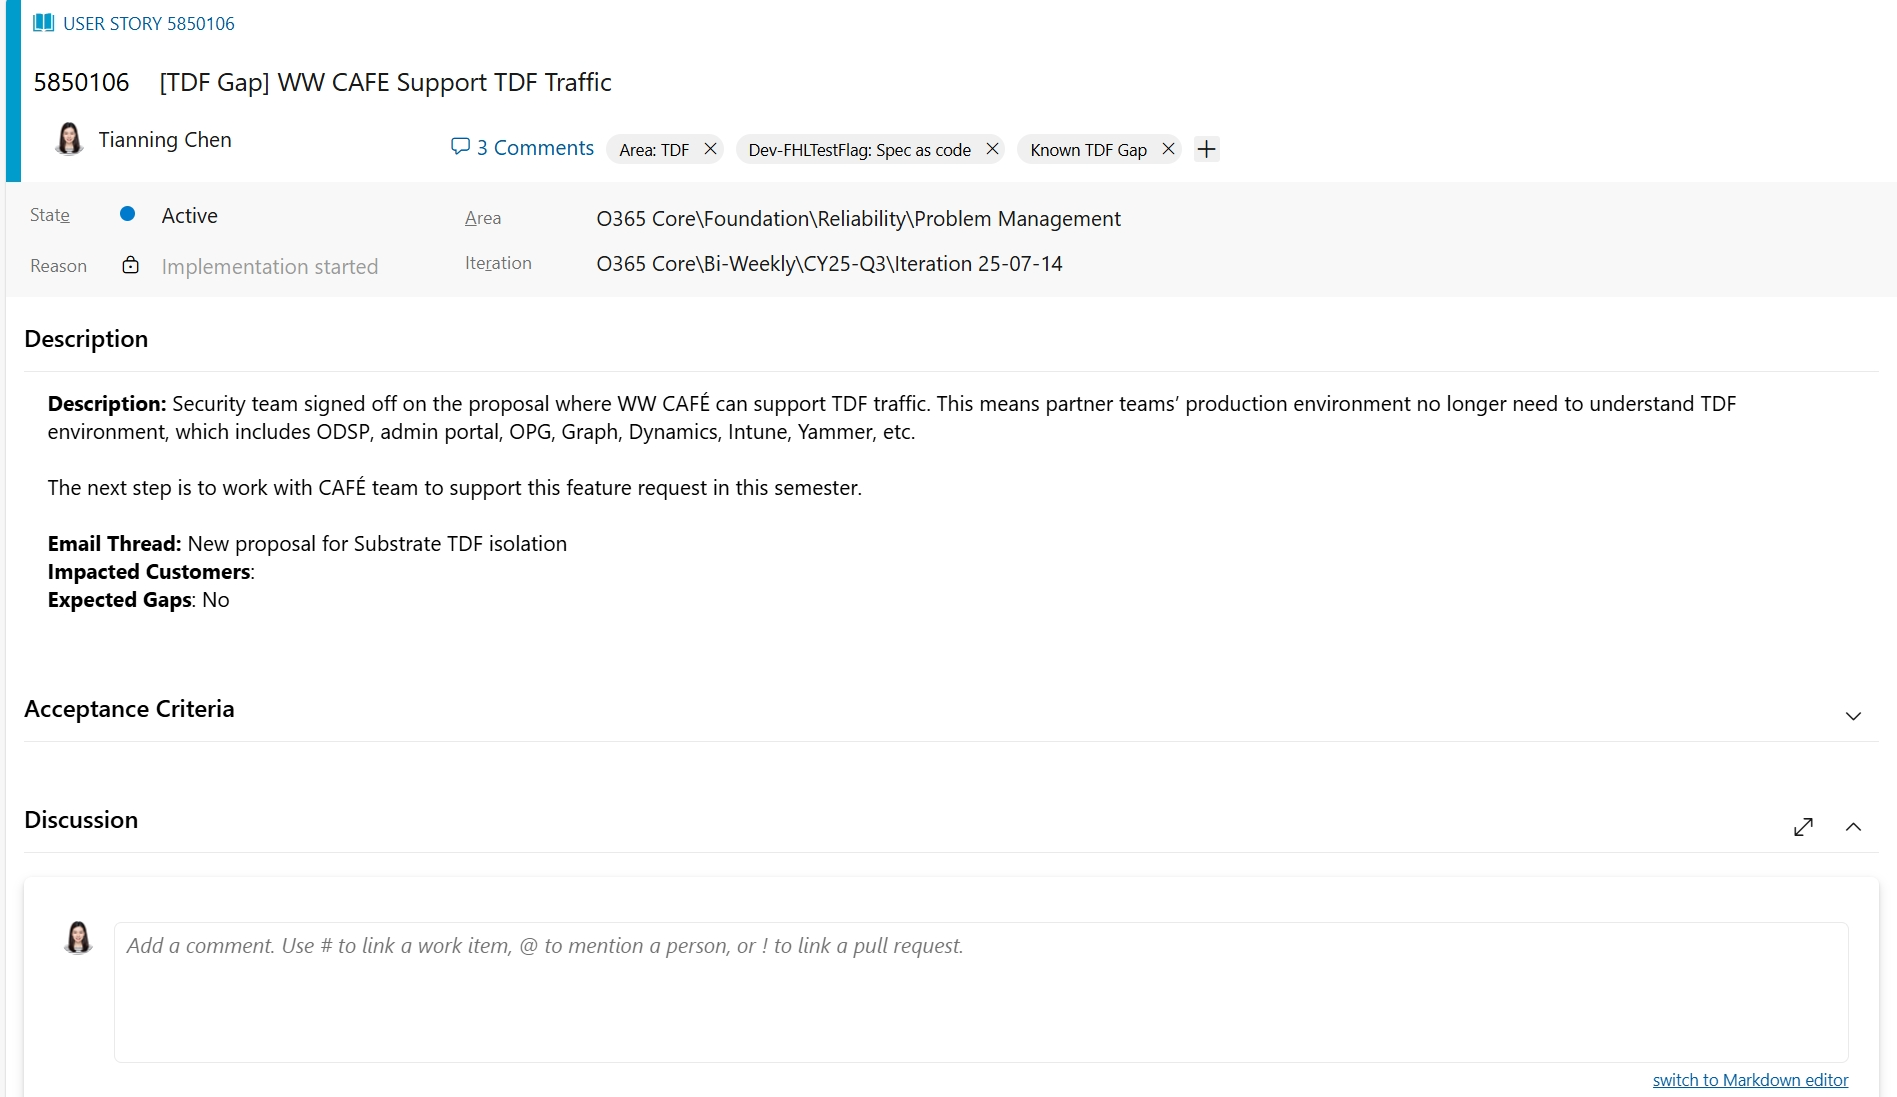 USER STORY 5850106
5850106 [TDF Gap] WW CAFE Support TDF Traffic
Tianning Chen
3 Comments
Area: TDF
Dev-FHLTestFlag: Spec as code
Known TDF Gap
State
Active
Area
O365 Core\Foundation\Reliability\Problem Management
Reason
Implementation started
Iteration
O365 Core\Bi-Weekly\CY25-Q3\Iteration 25-07-14
Description
Description: Security team signed off on the proposal where WW CAFÉ can support TDF traffic. This means partner teams’ production environment no longer need to understand TDF
environment, which includes ODSP, admin portal, OPG, Graph, Dynamics, Intune, Yammer, etc.
The next step is to work with CAFÉ team to support this feature request in this semester.
Email Thread: New proposal for Substrate TDF isolation
Impacted Customers:
Expected Gaps: No
Acceptance Criteria
Discussion
Add a comment. Use # to link a work item, @ to mention a person, or ! to link a pull request.
switch to Markdown editor